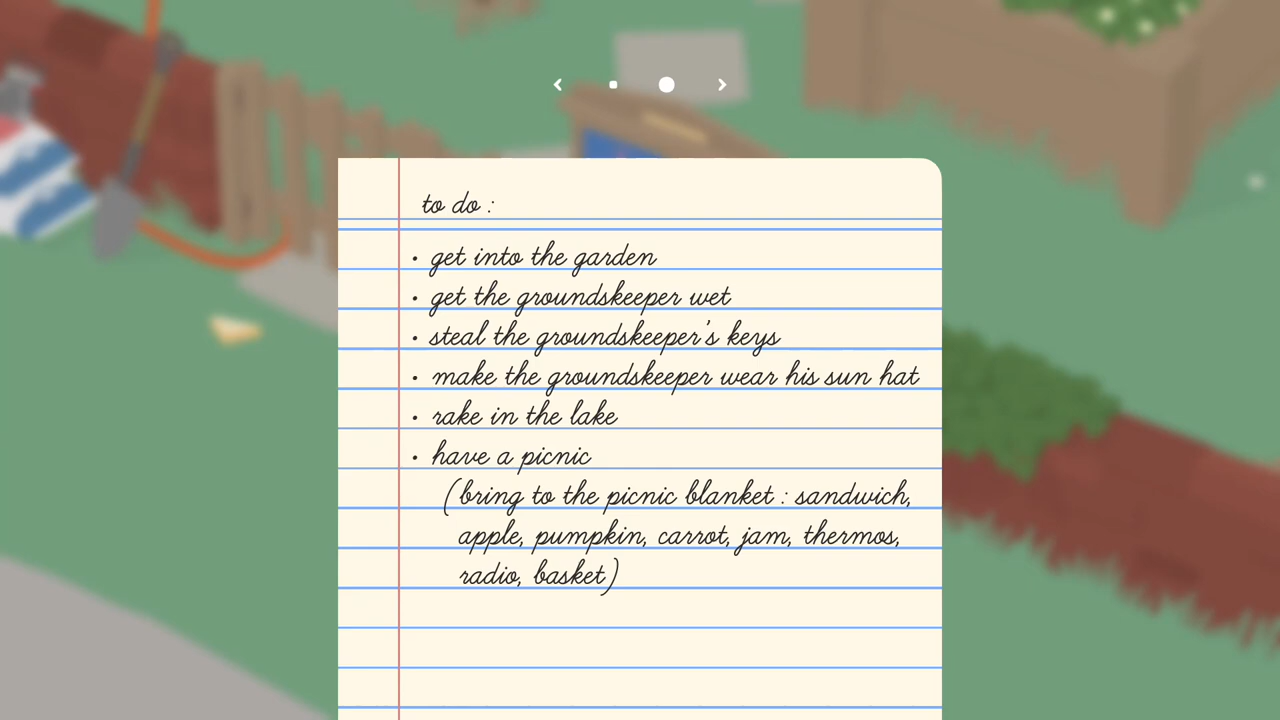 to do :
• get into the garden
• get the groundskeeper wet
• steal the groundskeeper's keys
• make the groundskeeper wear his sun hat
• rake in the lake
• have a picnic
(bring to the picnic blanket : sandwich,
apple, pumpkin, carrot, jam, thermos,
radio, basket)